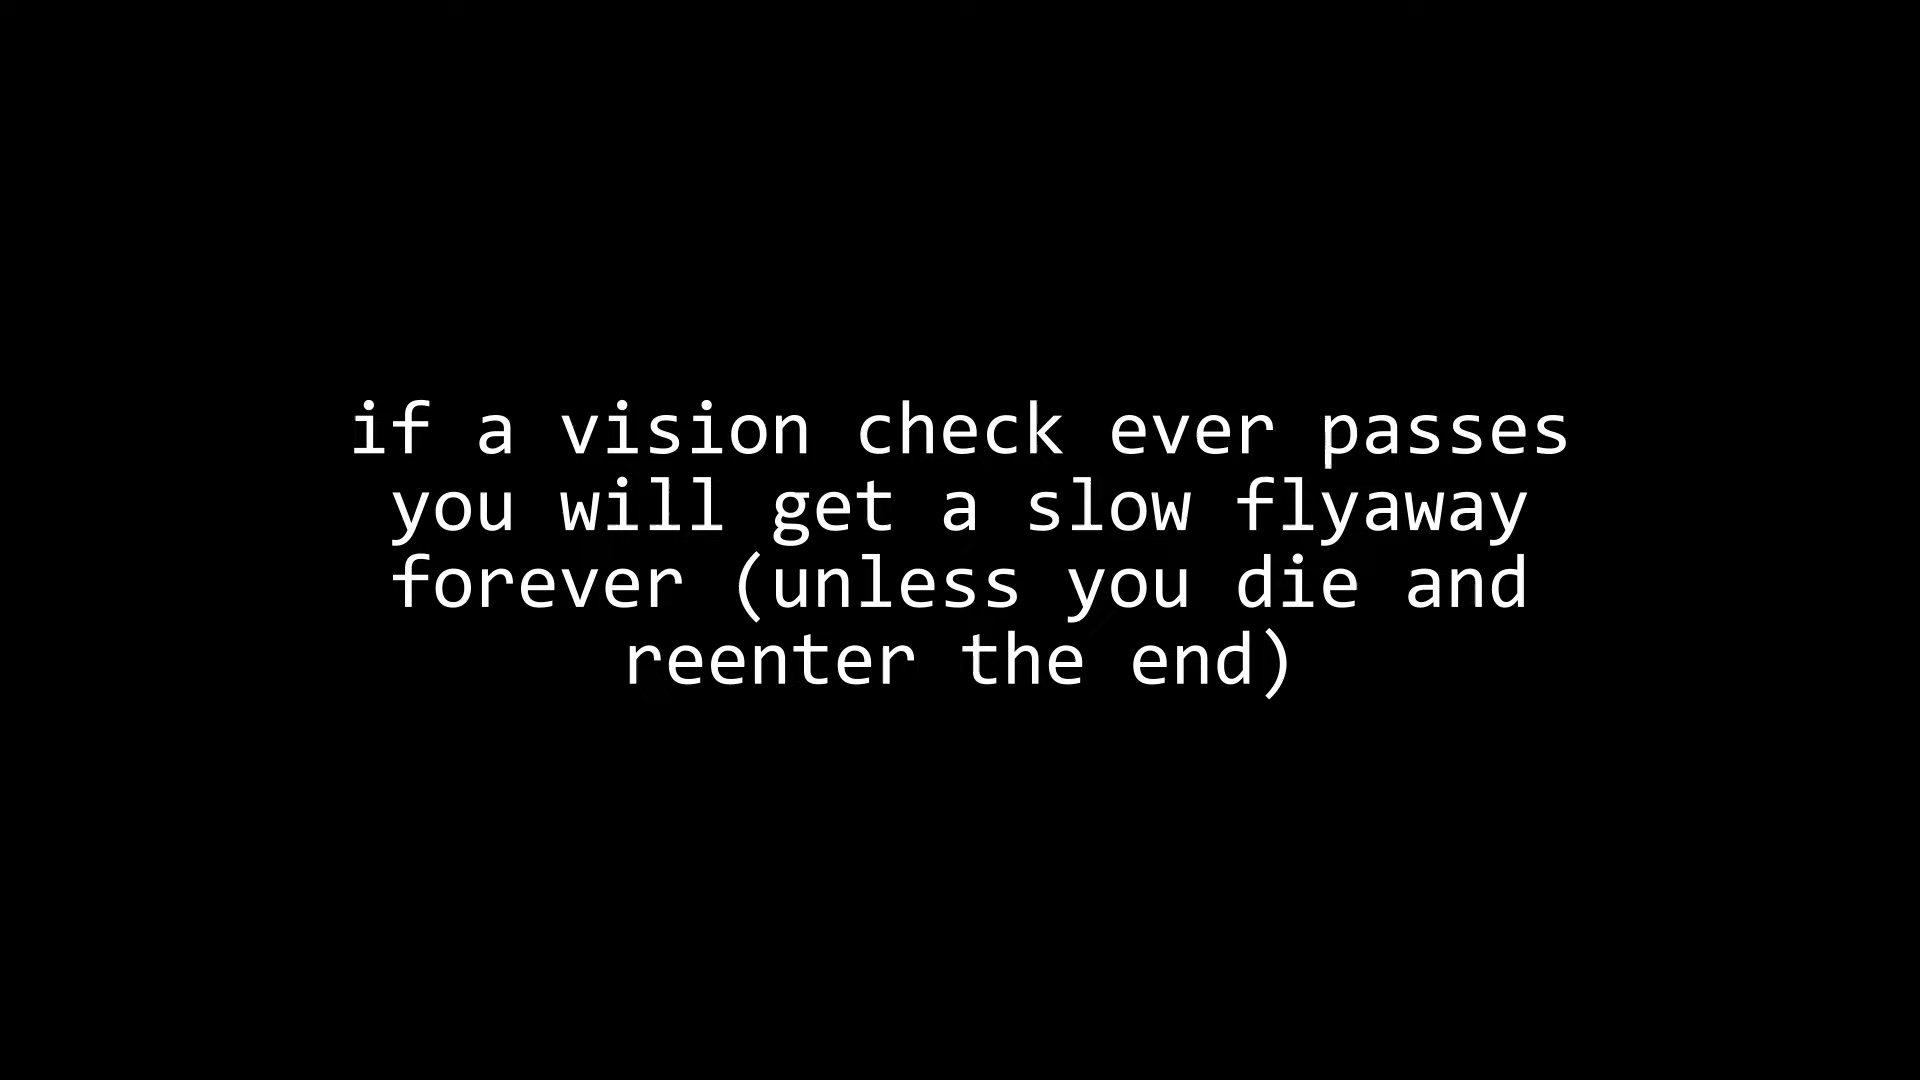 if a vision check ever passes
you will get a slow flyaway
forever (unless you die and
reenter the end)